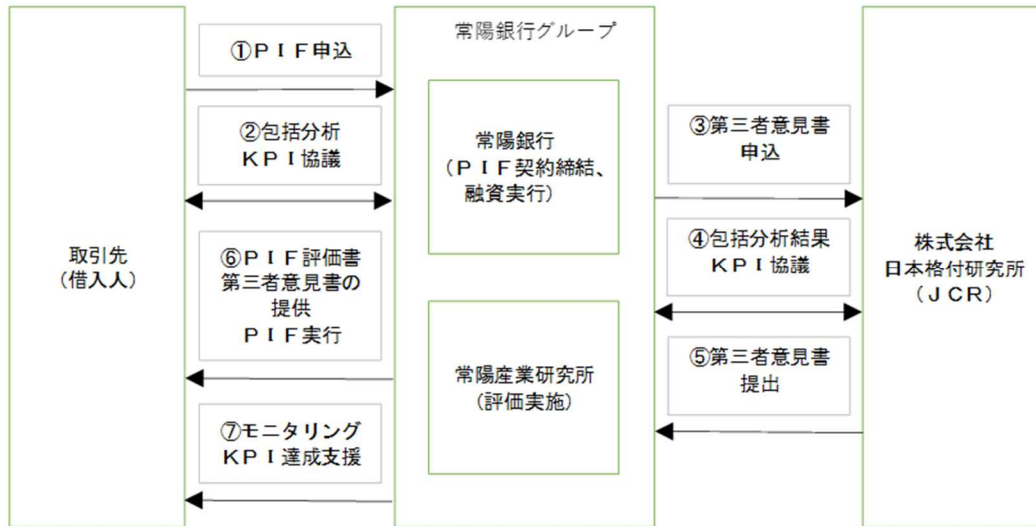 取引先
(借入人)
①ＰＩＦ申込
②包括分析
ＫＰＩ協議
⑥ＰＩＦ評価書
第三者意見書の
提供
ＰＩＦ実行
⑦モニタリング
ＫＰＩ達成支援
常陽銀行グループ
常陽銀行
(ＰＩＦ契約締結、
融資実行)
常陽産業研究所
(評価実施)
③第三者意見書
申込
④包括分析結果
ＫＰＩ協議
⑤第三者意見書
提出
株式会社
日本格付研究所
(ＪＣＲ)